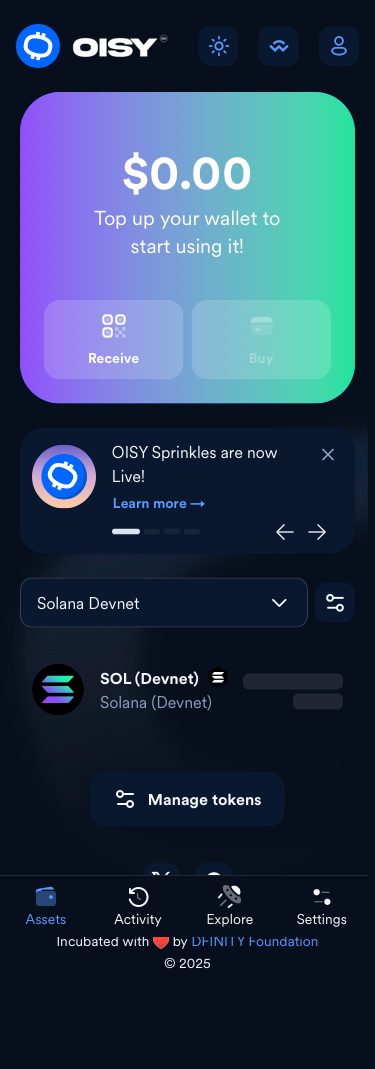 OISY
$0.00
Top up your wallet to
start using it!
Receive
Buy
OISY Sprinkles are now
Live!
Learn more →
Solana Devnet
SOL (Devnet)
Solana (Devnet)
Manage tokens
Assets
Activity
Explore
Settings
Incubated with ❤️ by DFINITY Foundation
© 2025